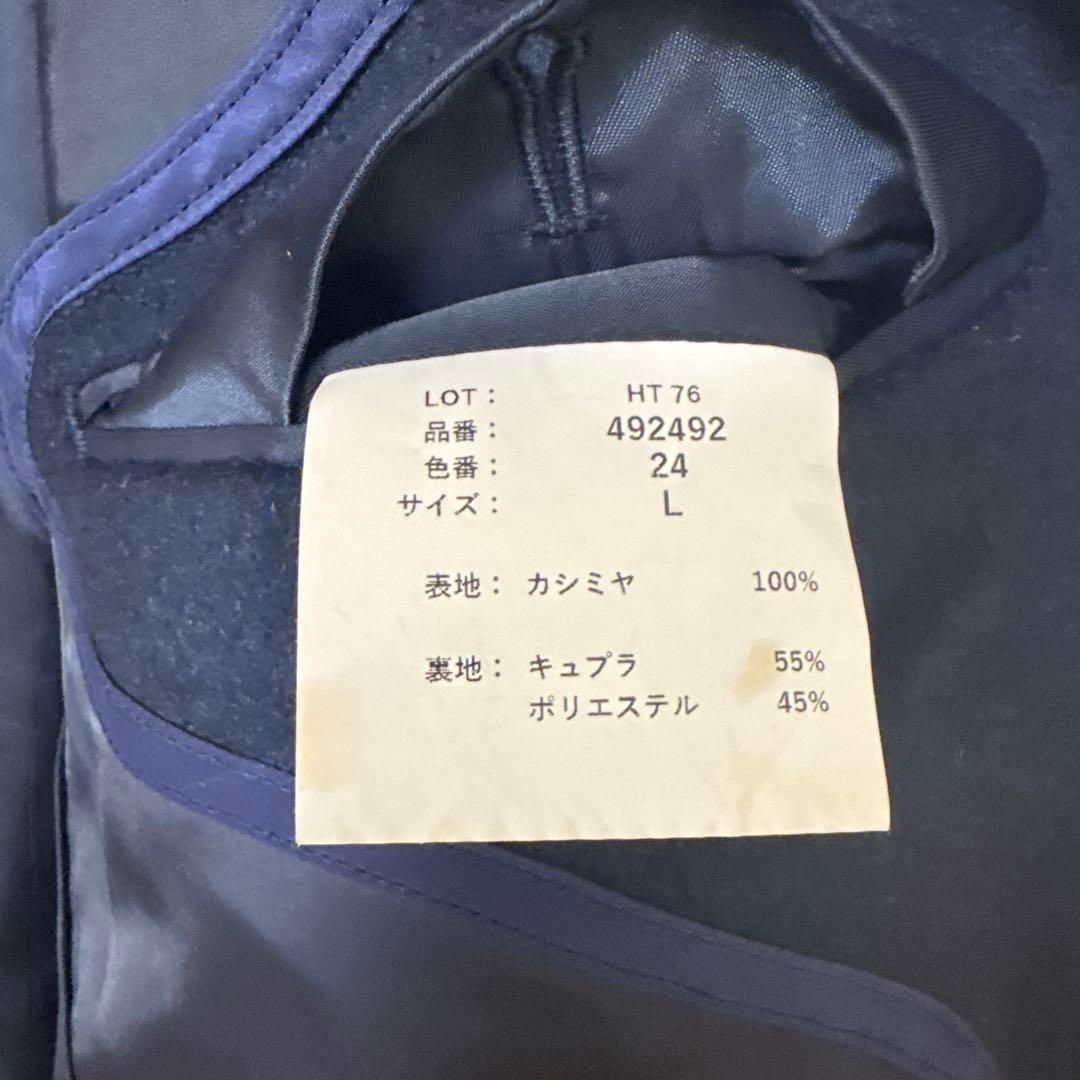 LOT： HT 76
品番： 492492
色番： 24
サイズ： L
表地： カシミヤ 100%
裏地： キュプラ 55%
ポリエステル 45%